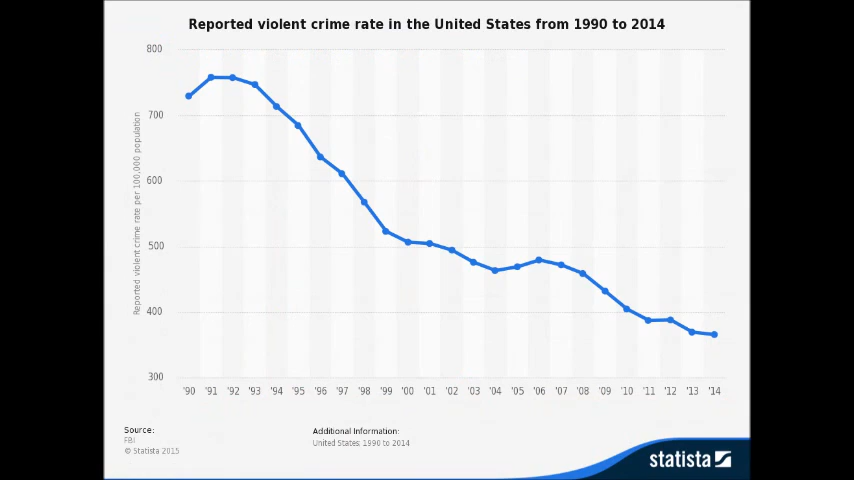 Reported violent crime rate in the United States from 1990 to 2014
Reported violent crime rate per 100,000 population
800
700
600
500
400
300
'90 '91 '92 '93 '94 '95 '96 '97 '98 '99 '00 '01 '02 '03 '04 '05 '06 '07 '08 '09 '10 '11 '12 '13 '14
Source:
FBI
© Statista 2015
Additional Information:
United States; 1990 to 2014
statista